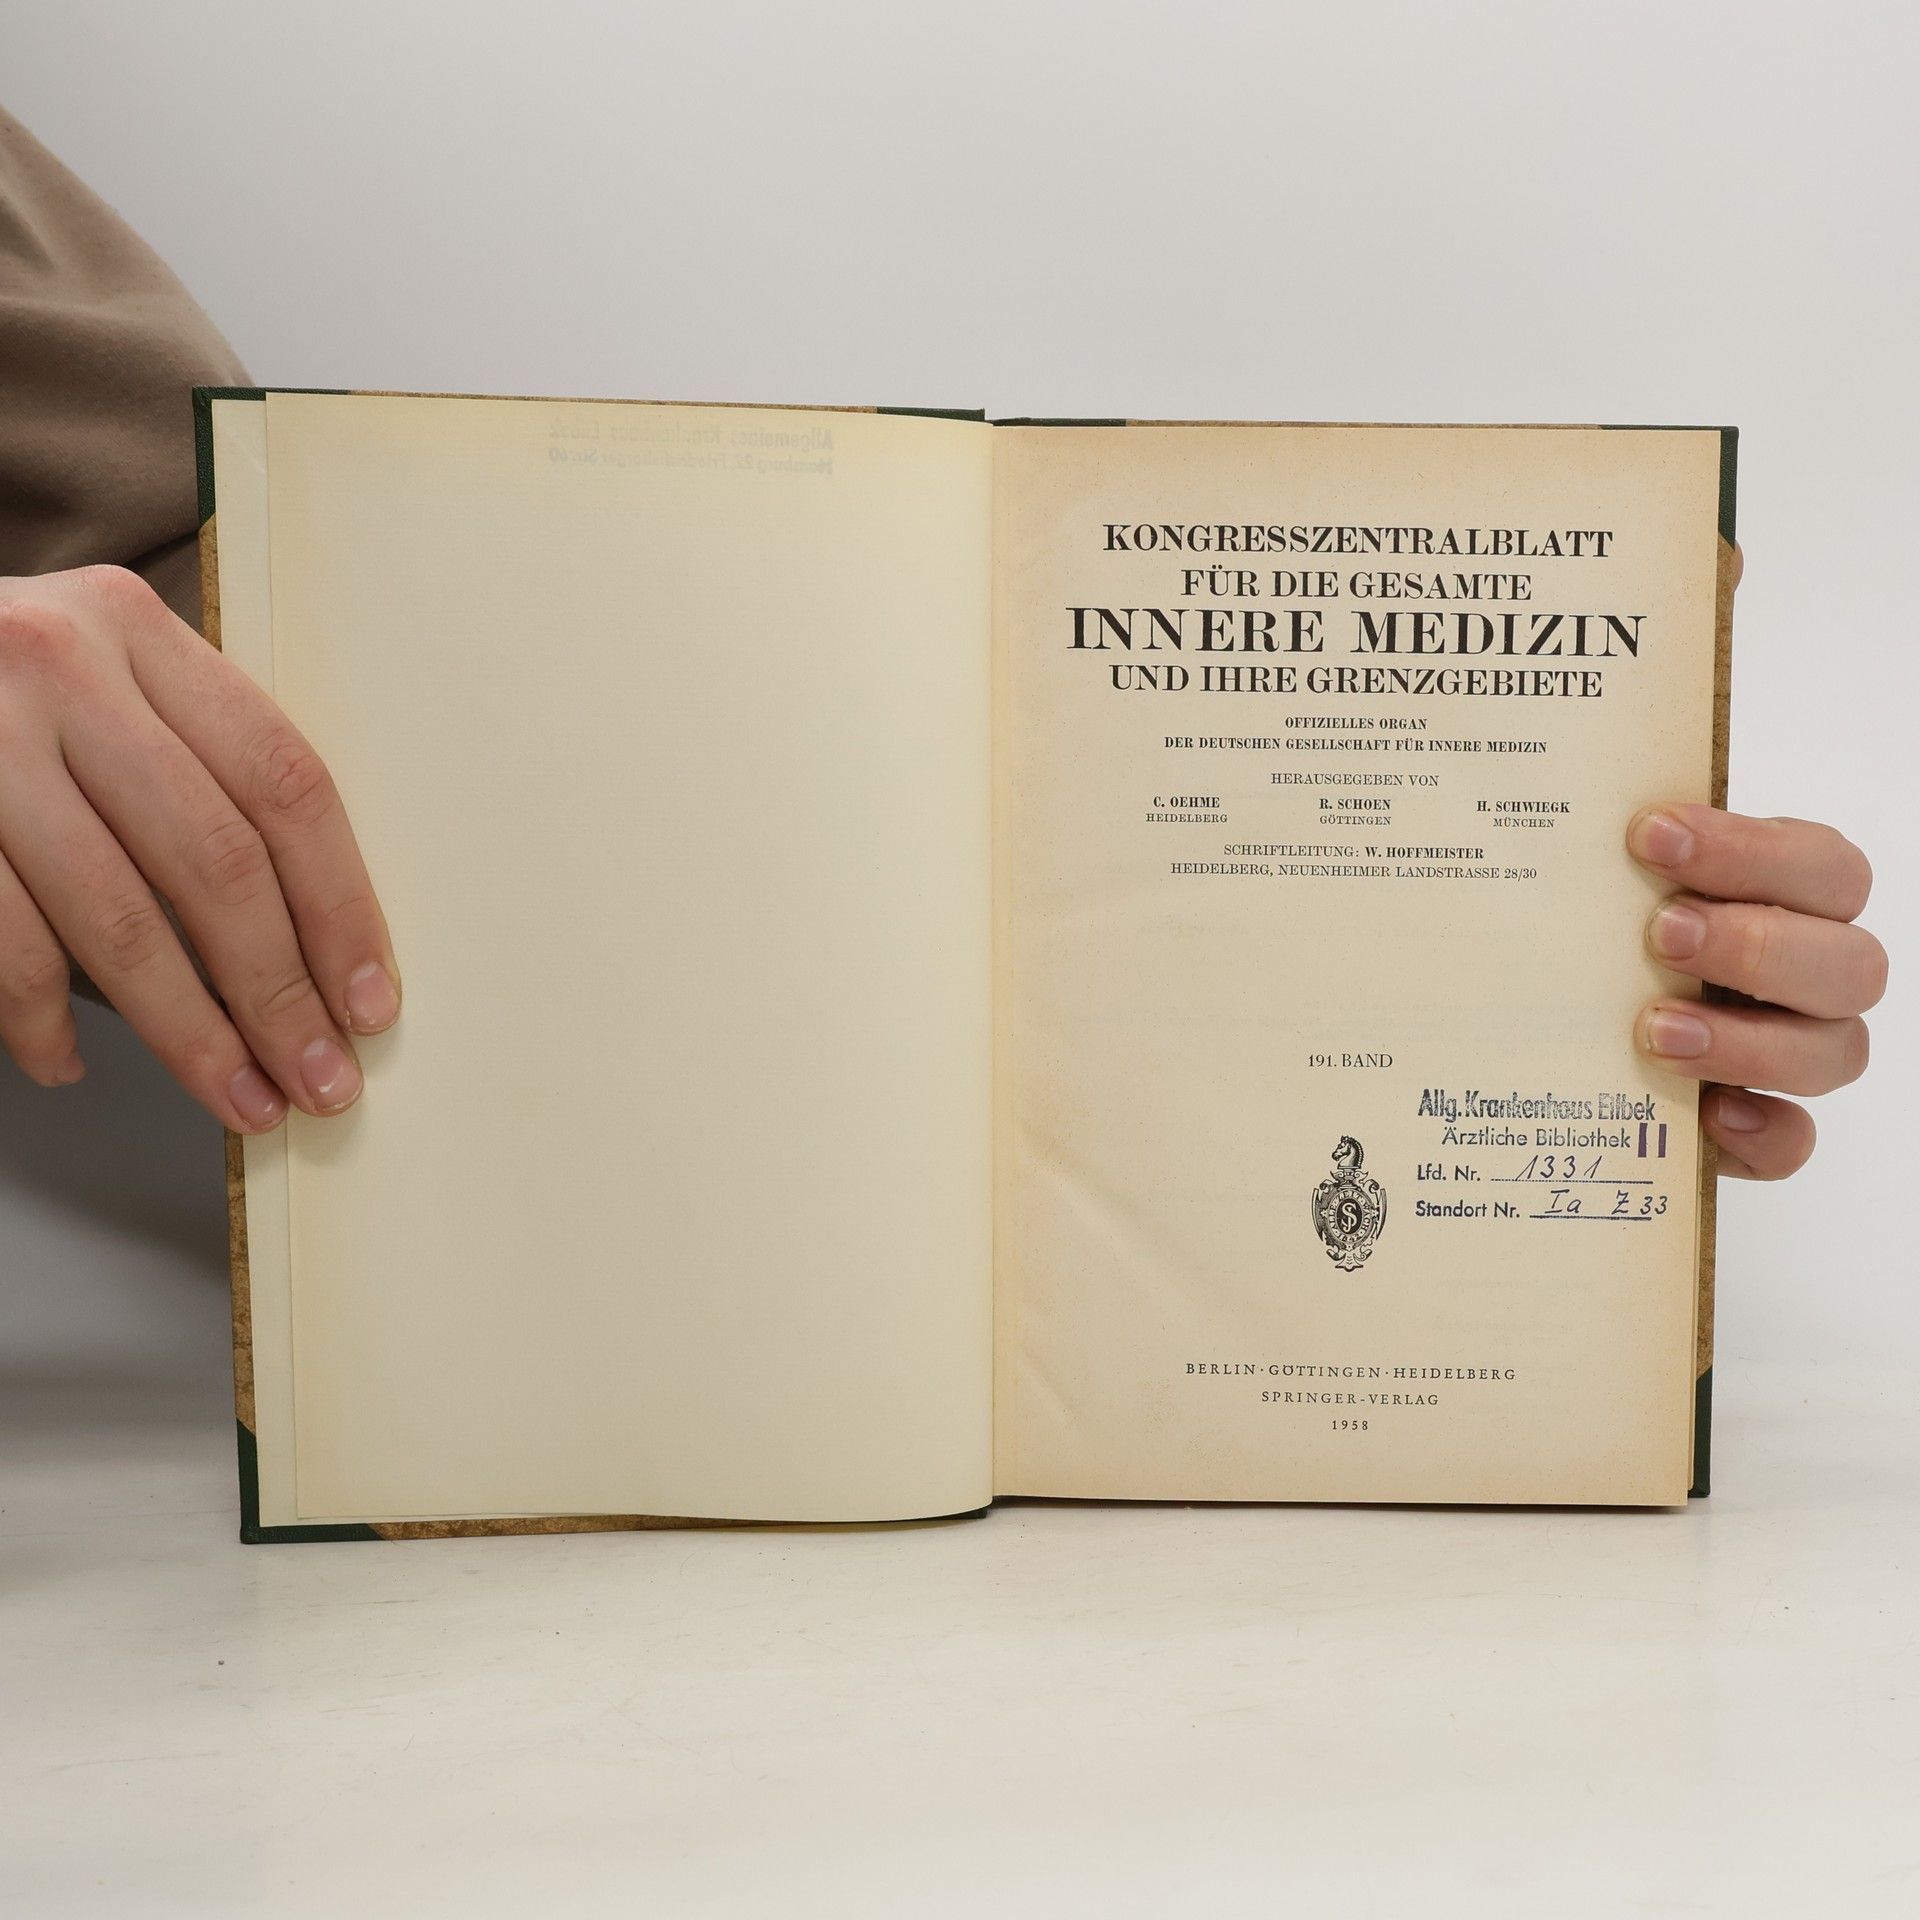 KONGRESSZENTRALBLATT
FÜR DIE GESAMTE
INNERE MEDIZIN
UND IHRE GRENZGEBIETE
OFFIZIELLES ORGAN
DER DEUTSCHEN GESELLSCHAFT FÜR INNERE MEDIZIN
HERAUSGEGEBEN VON
C. OEHME R. SCHOEN H. SCHWIEGK
HEIDELBERG GÖTTINGEN MÜNCHEN
SCHRIFTLEITUNG: W. HOFFMEISTER
HEIDELBERG, NEUENHEIMER LANDSTRASSE 28/30
191. BAND
Allg. Krankenhaus Eilbek
Ärztliche Bibliothek II
Lfd. Nr. 1331
Standort Nr. Ia Z 33
BERLIN · GÖTTINGEN · HEIDELBERG
SPRINGER-VERLAG
1958